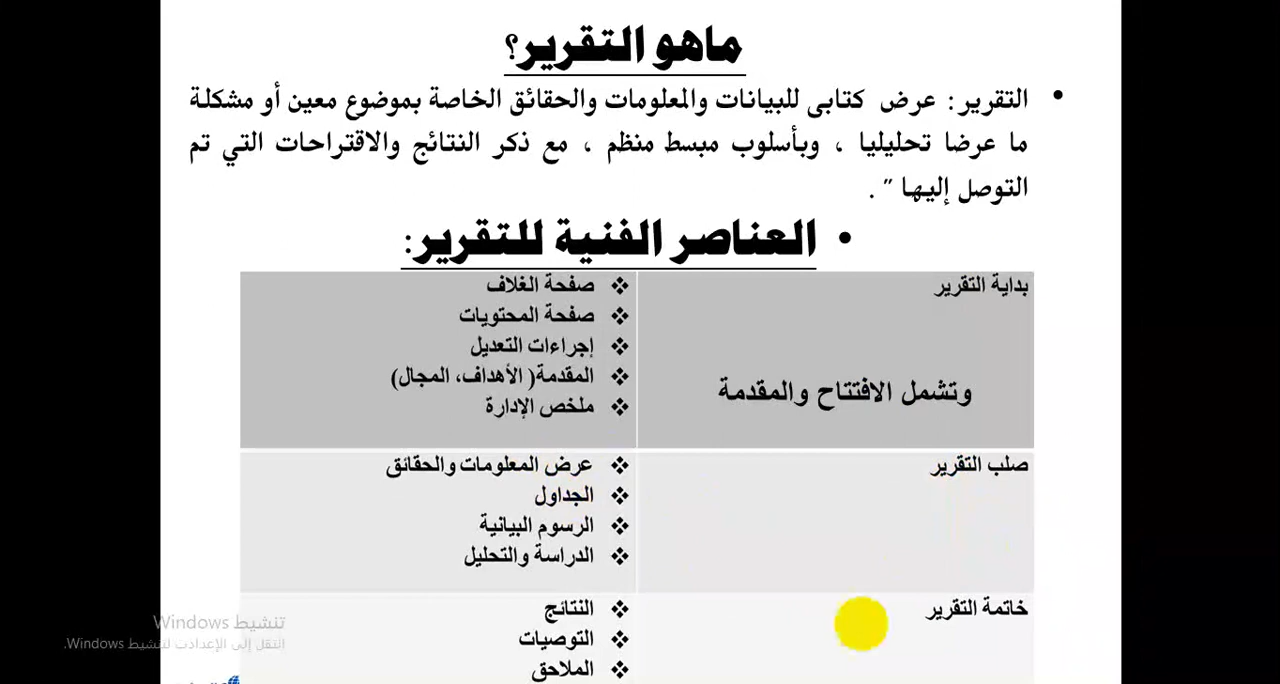 ماهو التقرير؟
• التقرير: عرض كتابى للبيانات والمعلومات والحقائق الخاصة بموضوع معين أو مشكلة
ما عرضا تحليليا ، وبأسلوب مبسط منظم ، مع ذكر النتائج والاقتراحات التي تم
التوصل إليها ” .
• العناصر الفنية للتقرير:
بداية التقرير
وتشمل الافتتاح والمقدمة
❖ صفحة الغلاف
❖ صفحة المحتويات
❖ إجراءات التعديل
❖ المقدمة( الأهداف، المجال)
❖ ملخص الإدارة
صلب التقرير
❖ عرض المعلومات والحقائق
❖ الجداول
❖ الرسوم البيانية
❖ الدراسة والتحليل
خاتمة التقرير
❖ النتائج
❖ التوصيات
❖ الملاحق
تنشيط Windows
انتقل إلى الإعدادت لتنشيط Windows.